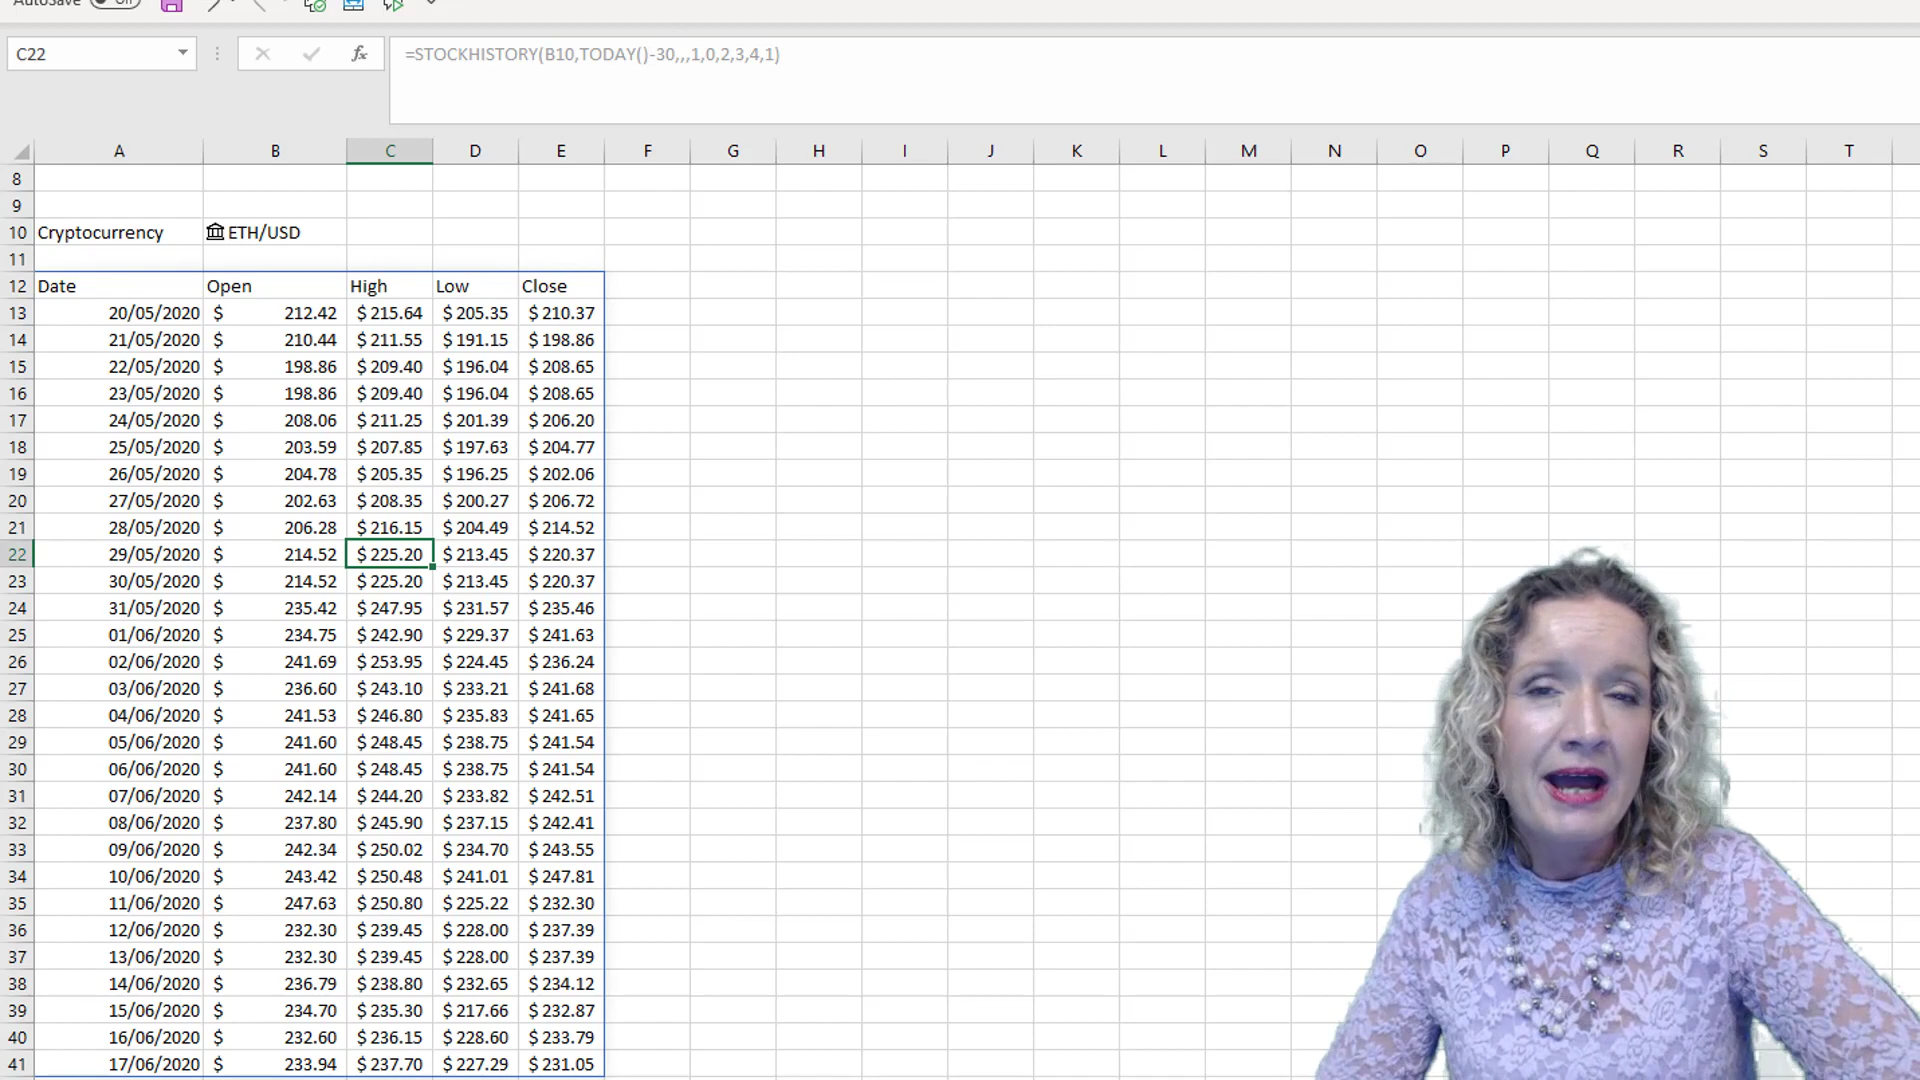 AutoSave Off
C22 fx =STOCKHISTORY(B10,TODAY()-30,,,1,0,2,3,4,1)
A B C D E F G H I J K L M N O P Q R S T
8
9
10 Cryptocurrency ETH/USD
11
12 Date Open High Low Close
13 20/05/2020 $ 212.42 $ 215.64 $ 205.35 $ 210.37
14 21/05/2020 $ 210.44 $ 211.55 $ 191.15 $ 198.86
15 22/05/2020 $ 198.86 $ 209.40 $ 196.04 $ 208.65
16 23/05/2020 $ 198.86 $ 209.40 $ 196.04 $ 208.65
17 24/05/2020 $ 208.06 $ 211.25 $ 201.39 $ 206.20
18 25/05/2020 $ 203.59 $ 207.85 $ 197.63 $ 204.77
19 26/05/2020 $ 204.78 $ 205.35 $ 196.25 $ 202.06
20 27/05/2020 $ 202.63 $ 208.35 $ 200.27 $ 206.72
21 28/05/2020 $ 206.28 $ 216.15 $ 204.49 $ 214.52
22 29/05/2020 $ 214.52 $ 225.20 $ 213.45 $ 220.37
23 30/05/2020 $ 214.52 $ 225.20 $ 213.45 $ 220.37
24 31/05/2020 $ 235.42 $ 247.95 $ 231.57 $ 235.46
25 01/06/2020 $ 234.75 $ 242.90 $ 229.37 $ 241.63
26 02/06/2020 $ 241.69 $ 253.95 $ 224.45 $ 236.24
27 03/06/2020 $ 236.60 $ 243.10 $ 233.21 $ 241.68
28 04/06/2020 $ 241.53 $ 246.80 $ 235.83 $ 241.65
29 05/06/2020 $ 241.60 $ 248.45 $ 238.75 $ 241.54
30 06/06/2020 $ 241.60 $ 248.45 $ 238.75 $ 241.54
31 07/06/2020 $ 242.14 $ 244.20 $ 233.82 $ 242.51
32 08/06/2020 $ 237.80 $ 245.90 $ 237.15 $ 242.41
33 09/06/2020 $ 242.34 $ 250.02 $ 234.70 $ 243.55
34 10/06/2020 $ 243.42 $ 250.48 $ 241.01 $ 247.81
35 11/06/2020 $ 247.63 $ 250.80 $ 225.22 $ 232.30
36 12/06/2020 $ 232.30 $ 239.45 $ 228.00 $ 237.39
37 13/06/2020 $ 232.30 $ 239.45 $ 228.00 $ 237.39
38 14/06/2020 $ 236.79 $ 238.80 $ 232.65 $ 234.12
39 15/06/2020 $ 234.70 $ 235.30 $ 217.66 $ 232.87
40 16/06/2020 $ 232.60 $ 236.15 $ 228.60 $ 233.79
41 17/06/2020 $ 233.94 $ 237.70 $ 227.29 $ 231.05